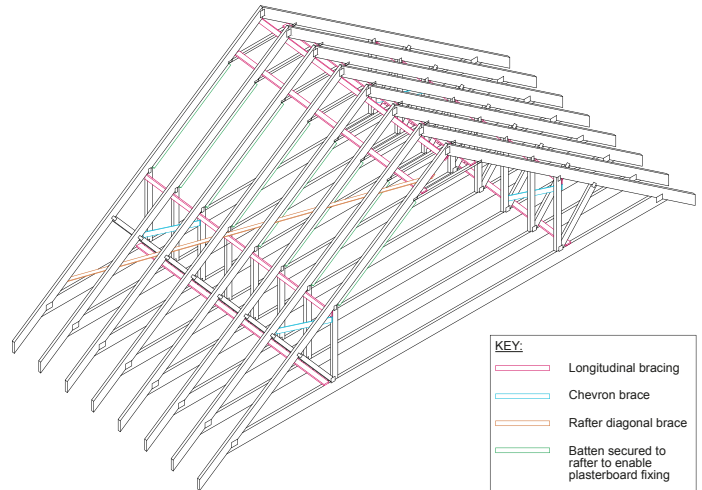 KEY:
Longitudinal bracing
Chevron brace
Rafter diagonal brace
Batten secured to
rafter to enable
plasterboard fixing